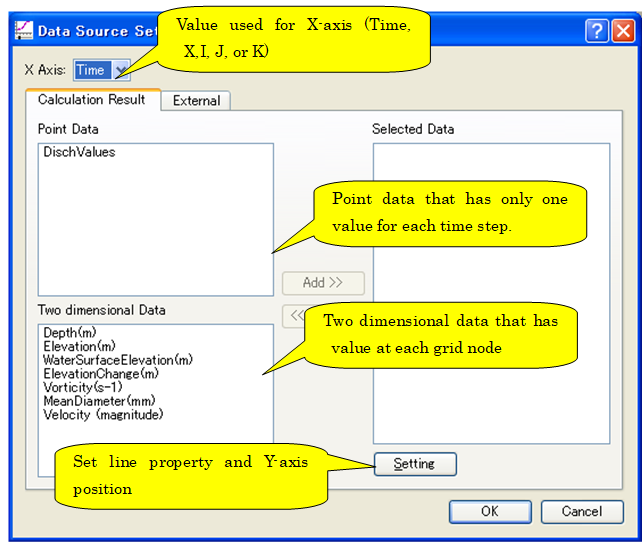 Data Source Set
Value used for X-axis (Time,
X,I, J, or K)
X Axis: Time
Calculation Result
External
Point Data
Selected Data
DischValues
Point data that has only one
value for each time step.
Add >>
Two dimensional Data
<<
Depth(m)
Elevation(m)
WaterSurfaceElevation(m)
ElevationChange(m)
Vorticity(s-1)
MeanDiameter(mm)
Velocity (magnitude)
Two dimensional data that has
value at each grid node
Set line property and Y-axis
position
Setting
OK
Cancel